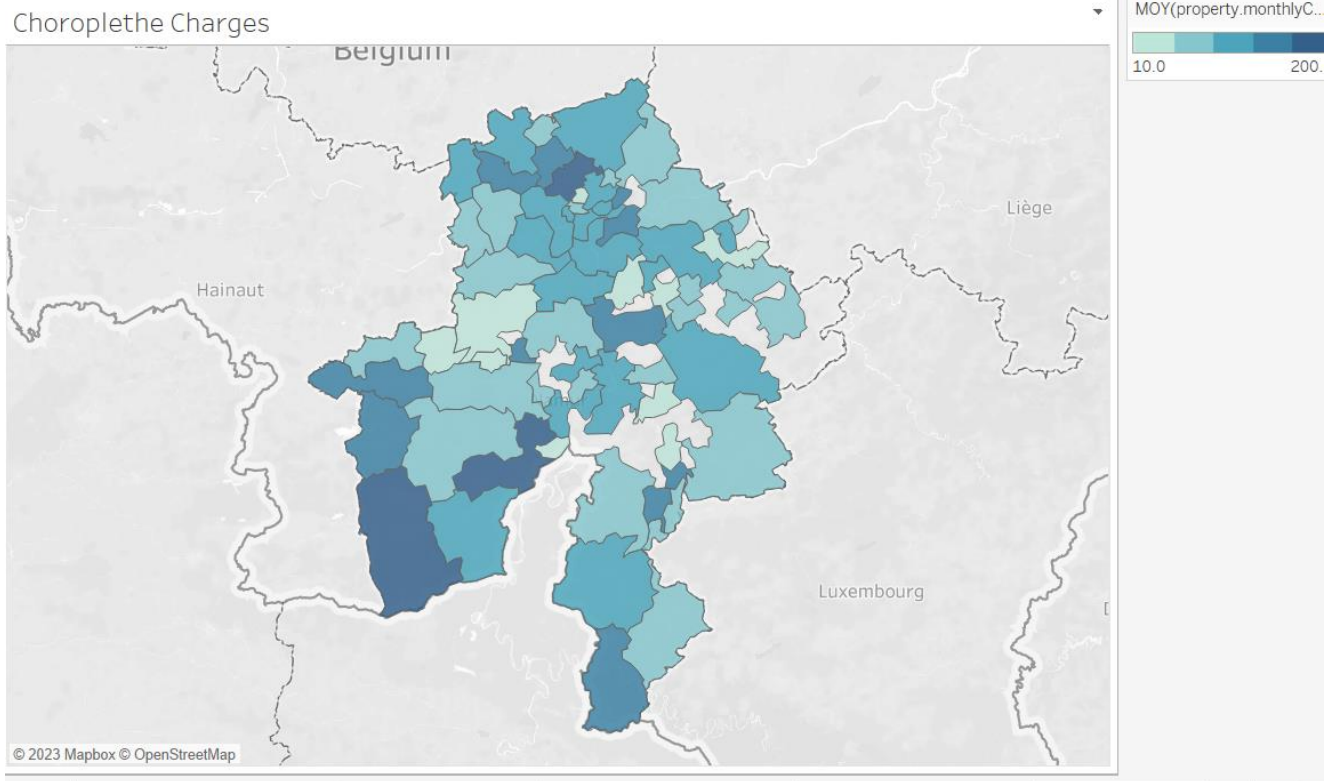 Choroplethe Charges
MOY(property.monthlyC...
10.0
200.
Belgium
Liège
Hainaut
Luxembourg
© 2023 Mapbox © OpenStreetMap